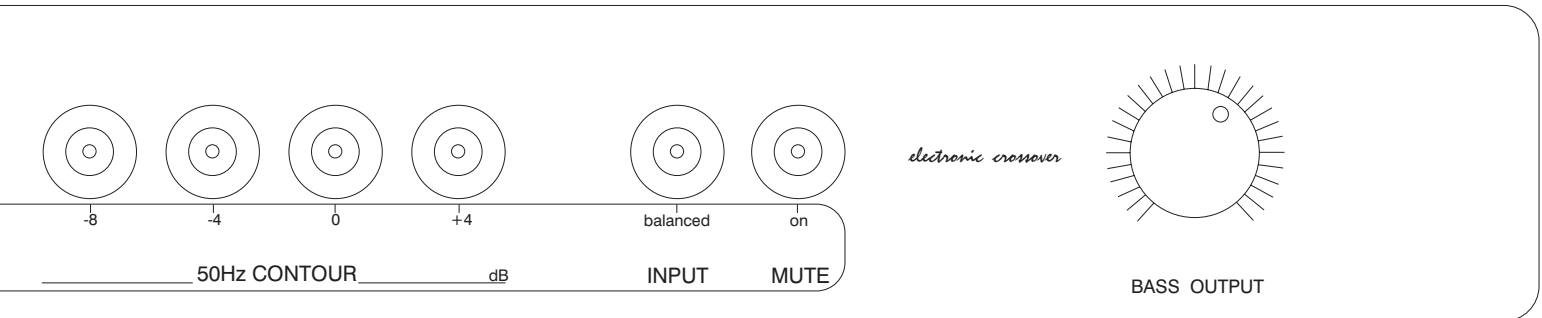 electronic crossover
-8 -4 0 +4 balanced on
50Hz CONTOUR dB INPUT MUTE
BASS OUTPUT